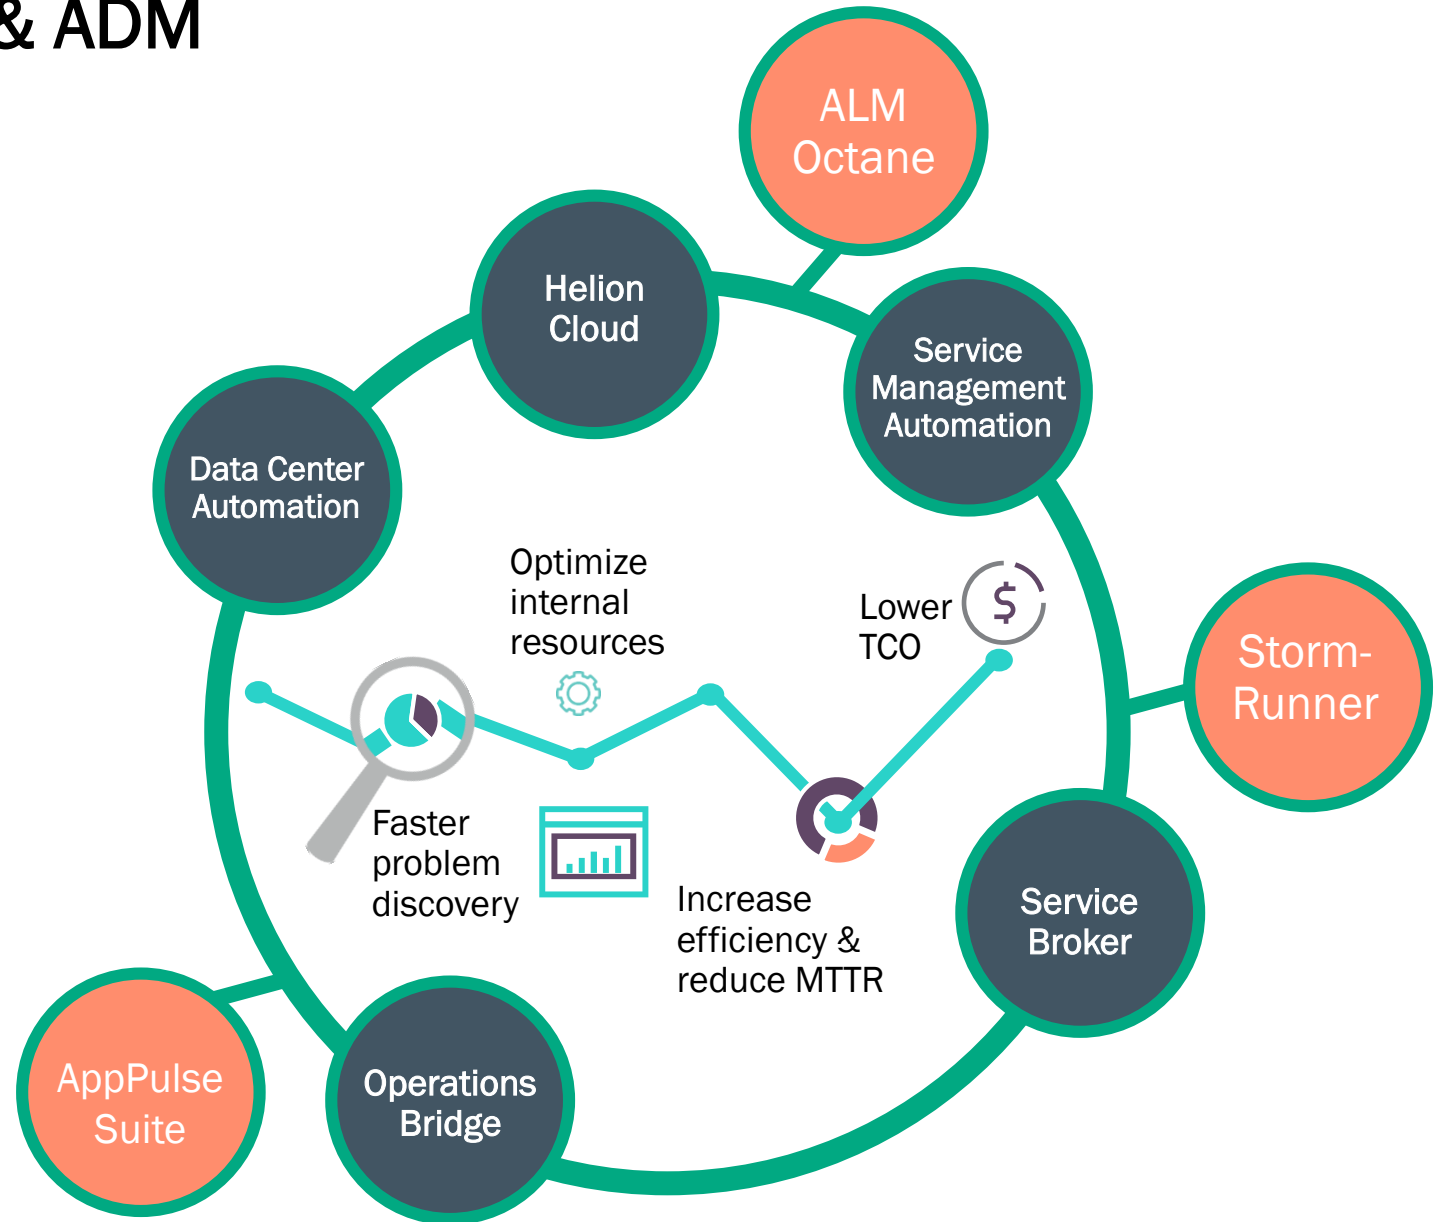 & ADM
ALM
Octane
Helion
Cloud
Service
Management
Automation
Data Center
Automation
Optimize
internal
resources
Lower
TCO
$
Storm-
Runner
Faster
problem
discovery
Increase
efficiency &
reduce MTTR
Service
Broker
AppPulse
Suite
Operations
Bridge